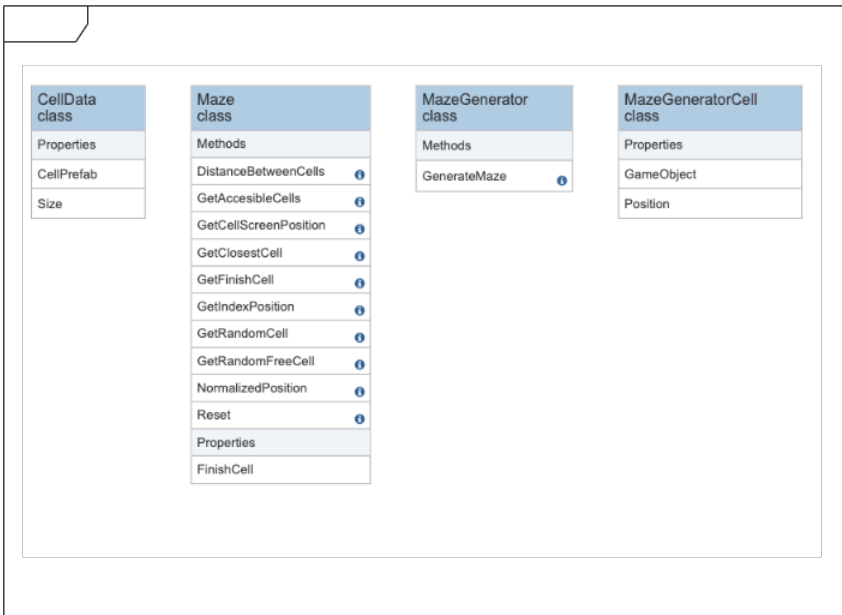 CellData
class
Properties
CellPrefab
Size
Maze
class
Methods
DistanceBetweenCells
GetAccesibleCells
GetCellScreenPosition
GetClosestCell
GetFinishCell
GetIndexPosition
GetRandomCell
GetRandomFreeCell
NormalizedPosition
Reset
Properties
FinishCell
MazeGenerator
class
Methods
GenerateMaze
MazeGeneratorCell
class
Properties
GameObject
Position